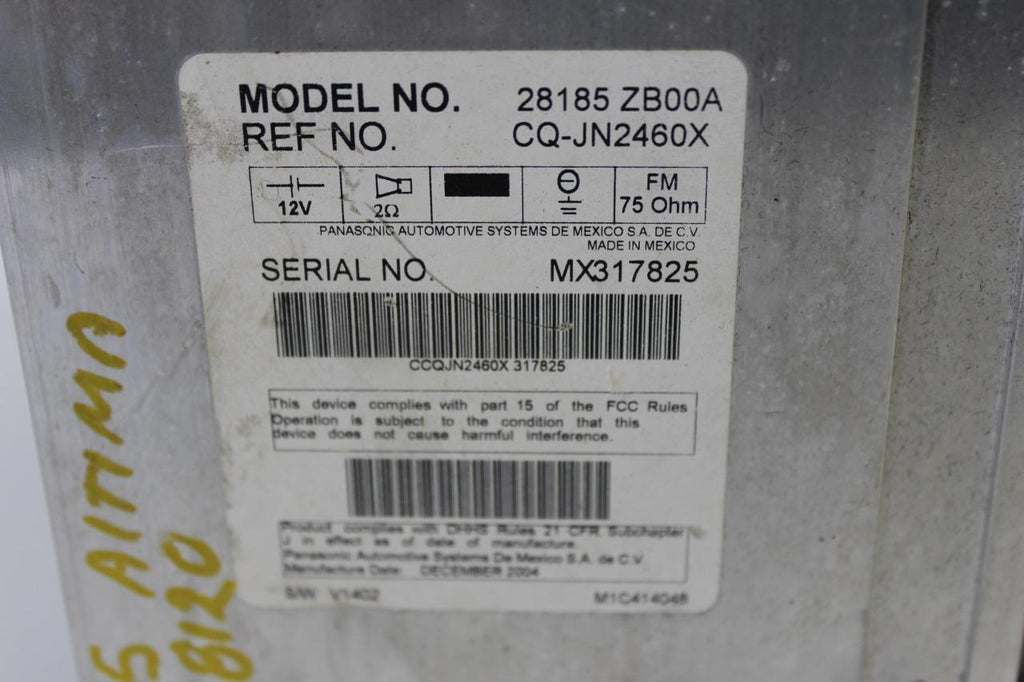 MODEL NO. 28185 ZB00A
REF NO. CQ-JN2460X
12V 2Ω FM 75 Ohm
PANASONIC AUTOMOTIVE SYSTEMS DE MEXICO S.A. DE C.V.
MADE IN MEXICO
SERIAL NO. MX317825
CCQJN2460X 317825
This device complies with part 15 of the FCC Rules
Operation is subject to the condition that this
device does not cause harmful interference.
Product complies with DHHS Rules 21 CFR Subchapter
J in effect as of date of manufacture.
Panasonic Automotive Systems De Mexico S.A. de C.V.
Manufacture Date: DECEMBER 2004
S/W V1402 M1C414048
AITIMA
8120